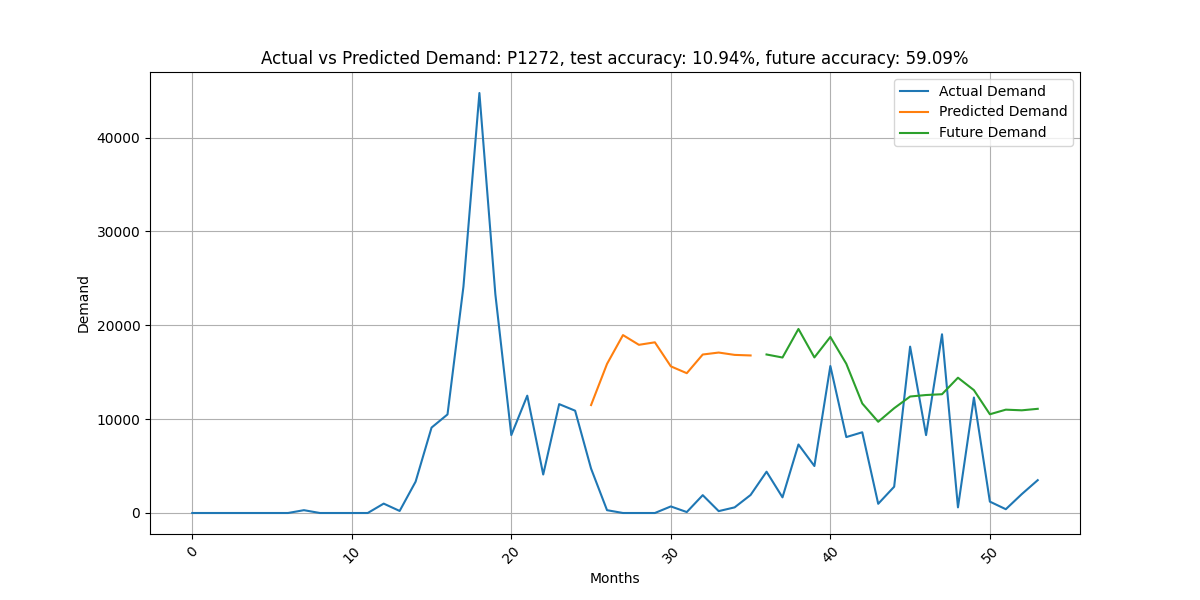 Actual vs Predicted Demand: P1272, test accuracy: 10.94%, future accuracy: 59.09%
Actual Demand
Predicted Demand
Future Demand
Demand
40000
30000
20000
10000
0
0 10 20 30 40 50
Months